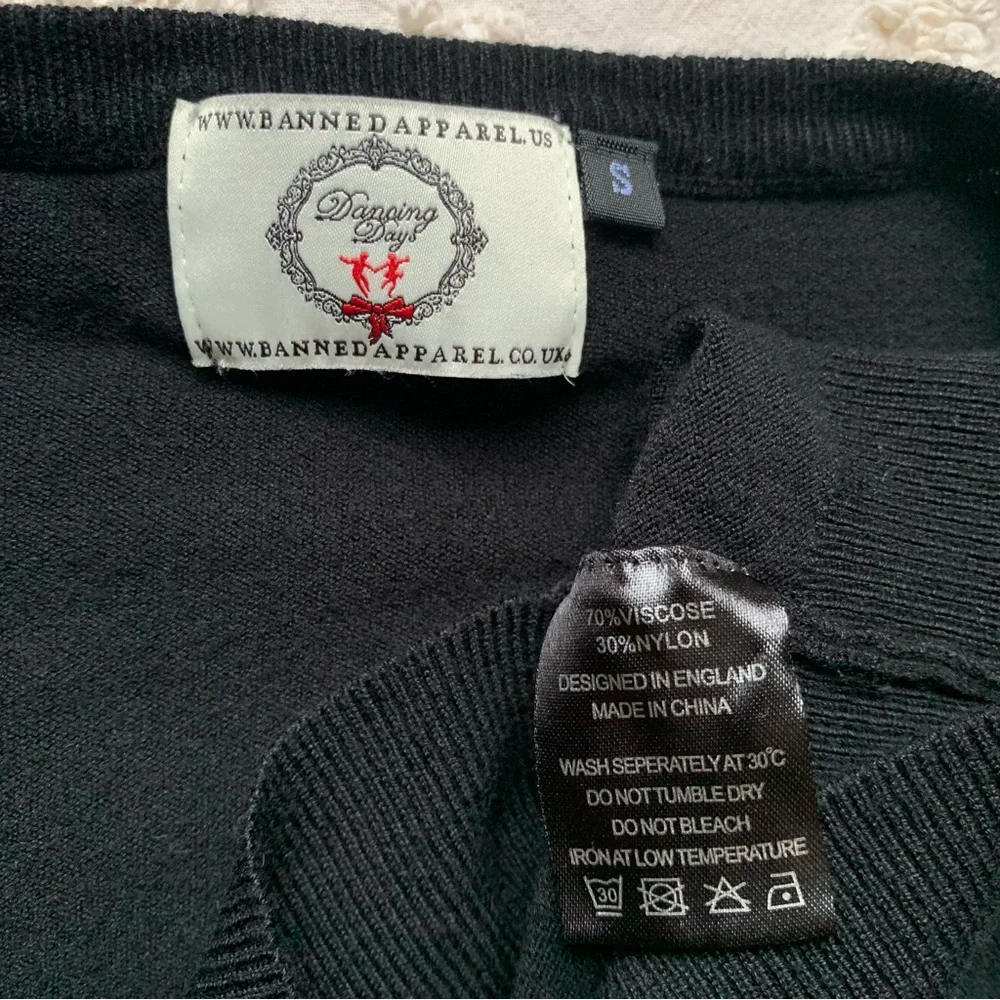 WWW.BANNEDAPPAREL.US
Dancing
Days
WWW.BANNEDAPPAREL.CO.UK
S
70%VISCOSE
30%NYLON
DESIGNED IN ENGLAND
MADE IN CHINA
WASH SEPERATELY AT 30°C
DO NOT TUMBLE DRY
DO NOT BLEACH
IRON AT LOW TEMPERATURE
30